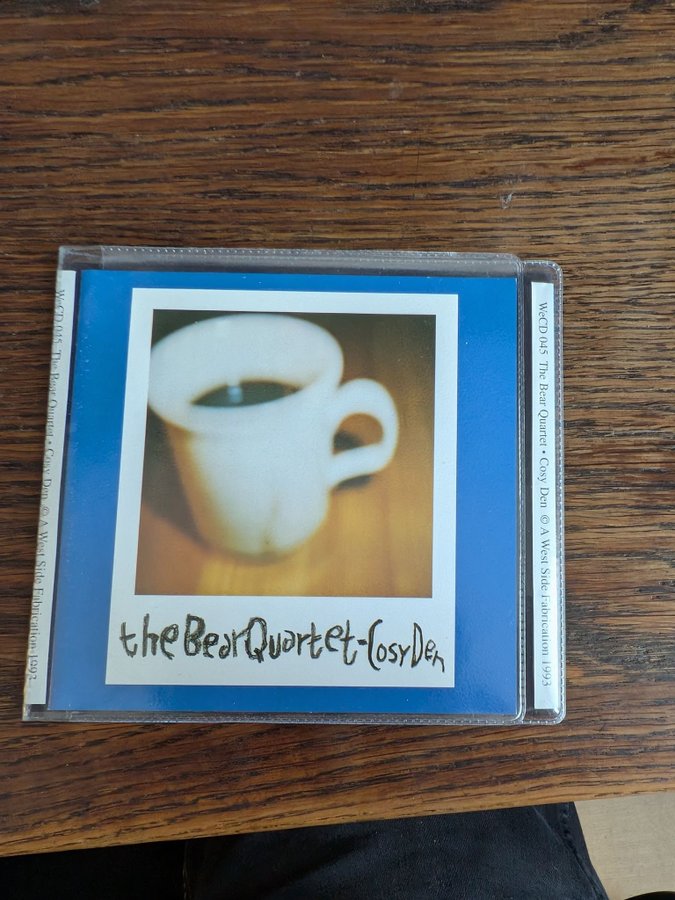 WeCD 045 The Bear Quartet • Cosy Den © A West Side Fabrication 1993
the Bear Quartet-Cosy Den
WeCD 045 The Bear Quartet • Cosy Den © A West Side Fabrication 1993